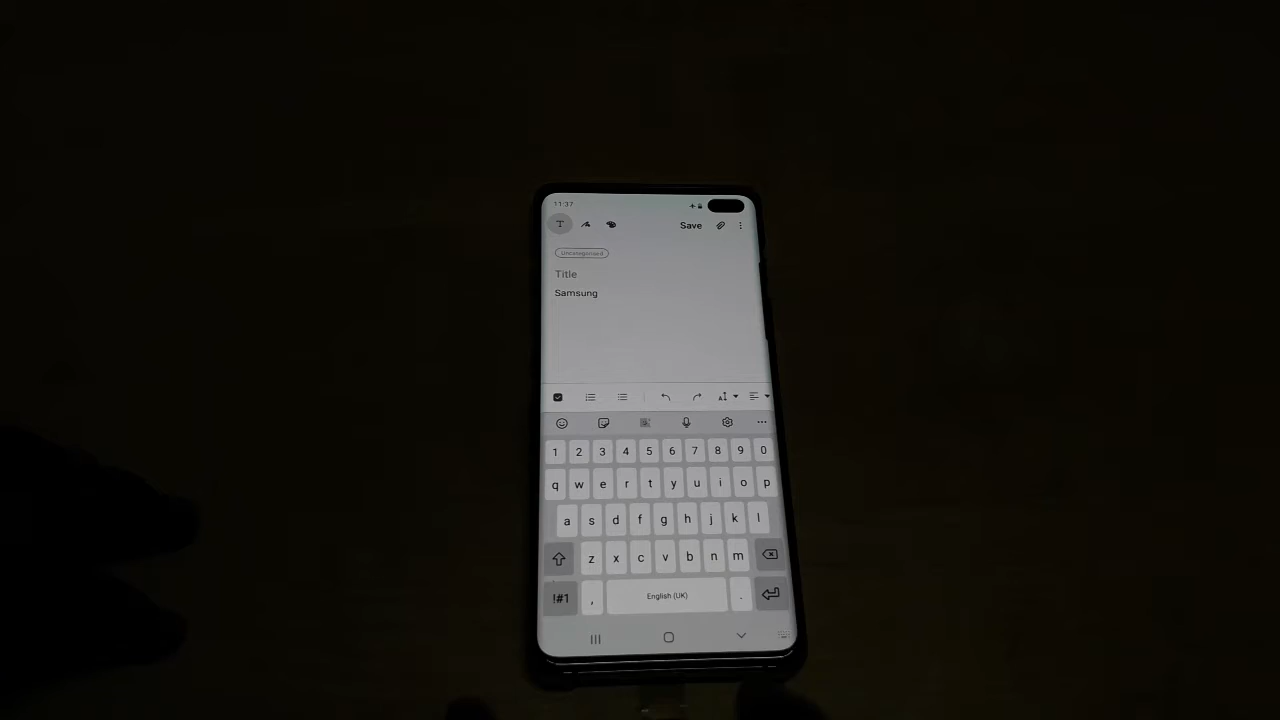 11:37
T Save
Uncategorised
Title
Samsung
1 2 3 4 5 6 7 8 9 0
q w e r t y u i o p
a s d f g h j k l
z x c v b n m
!#1 , English (UK) .